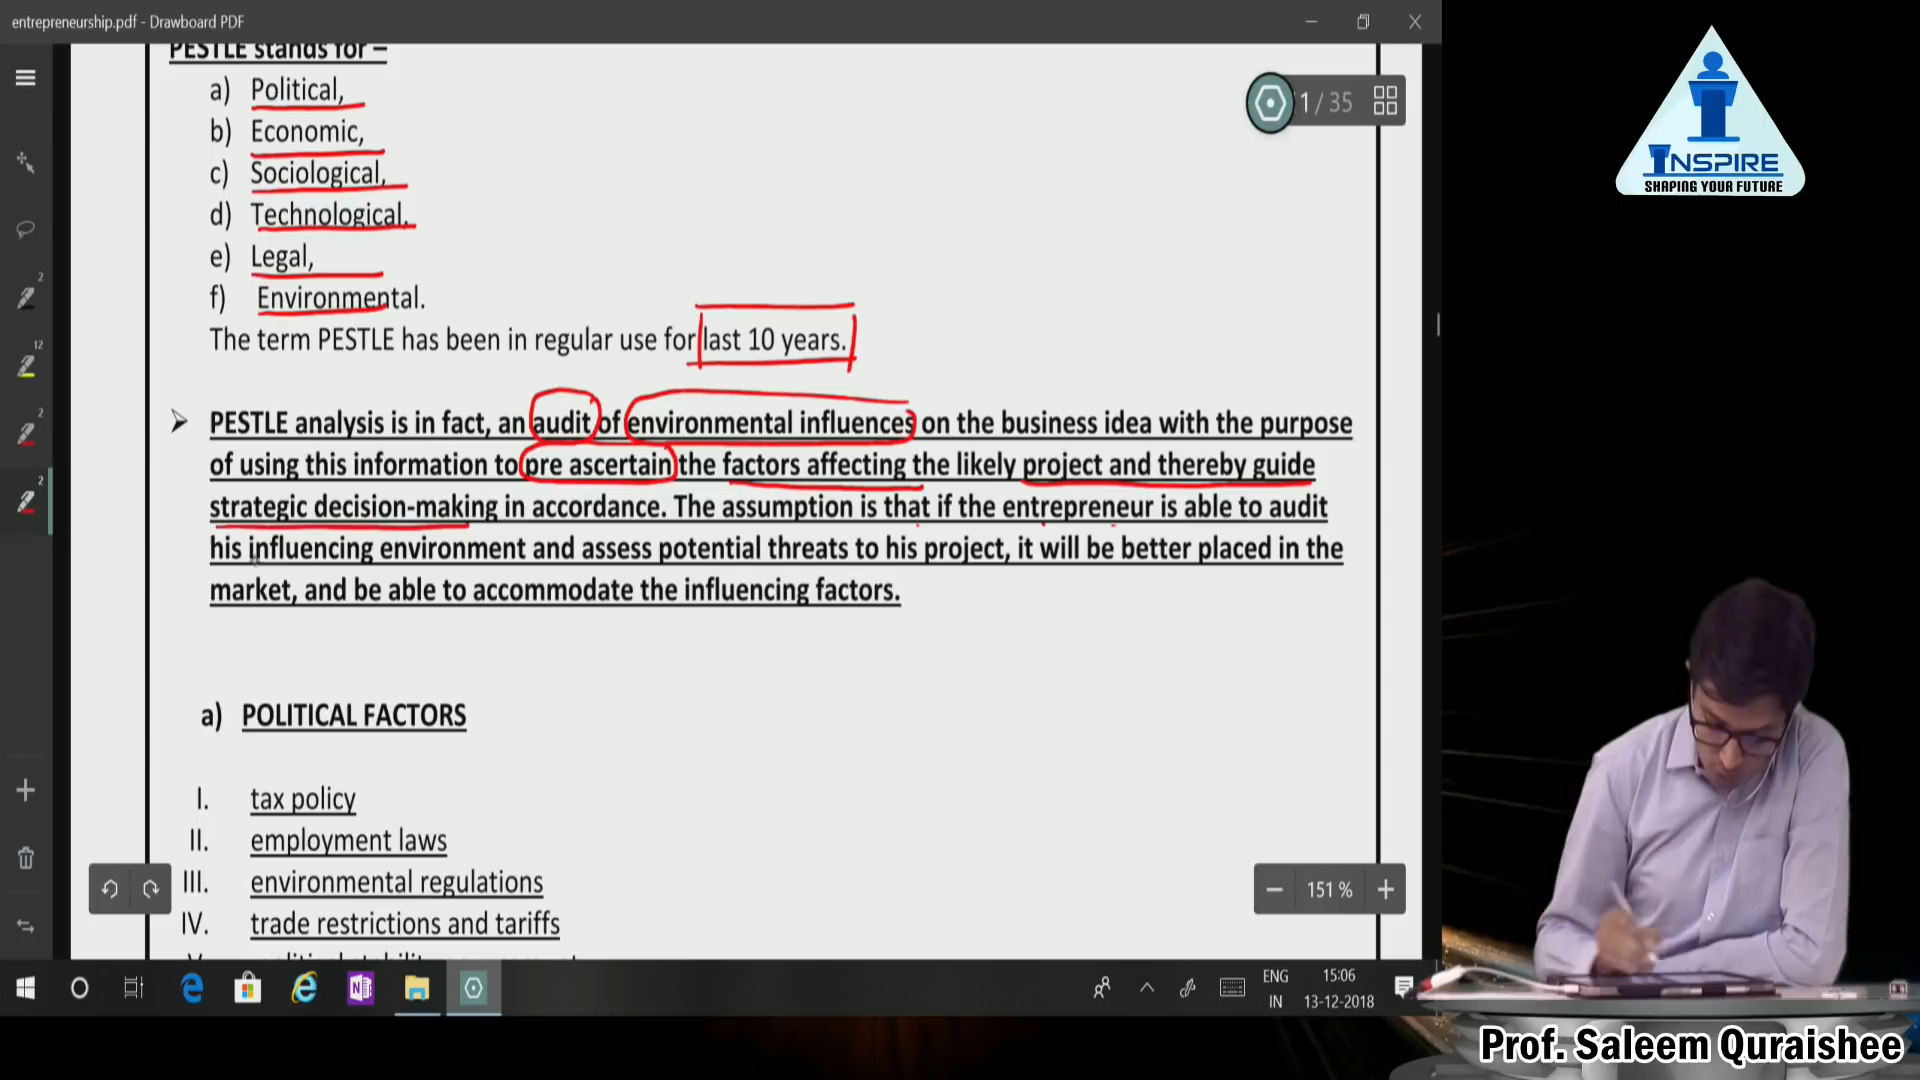 entrepreneurship.pdf - Drawboard PDF
PESTLE stands for –
a) Political,
b) Economic,
c) Sociological,
d) Technological,
e) Legal,
f) Environmental.
The term PESTLE has been in regular use for last 10 years.
1 / 35
INSPIRE
SHAPING YOUR FUTURE
2
12
2
2
➢ PESTLE analysis is in fact, an audit of environmental influences on the business idea with the purpose
of using this information to pre ascertain the factors affecting the likely project and thereby guide
strategic decision-making in accordance. The assumption is that if the entrepreneur is able to audit
his influencing environment and assess potential threats to his project, it will be better placed in the
market, and be able to accommodate the influencing factors.
a) POLITICAL FACTORS
I. tax policy
II. employment laws
III. environmental regulations
IV. trade restrictions and tariffs
151 %
ENG
IN
15:06
13-12-2018
Prof. Saleem Quraishee